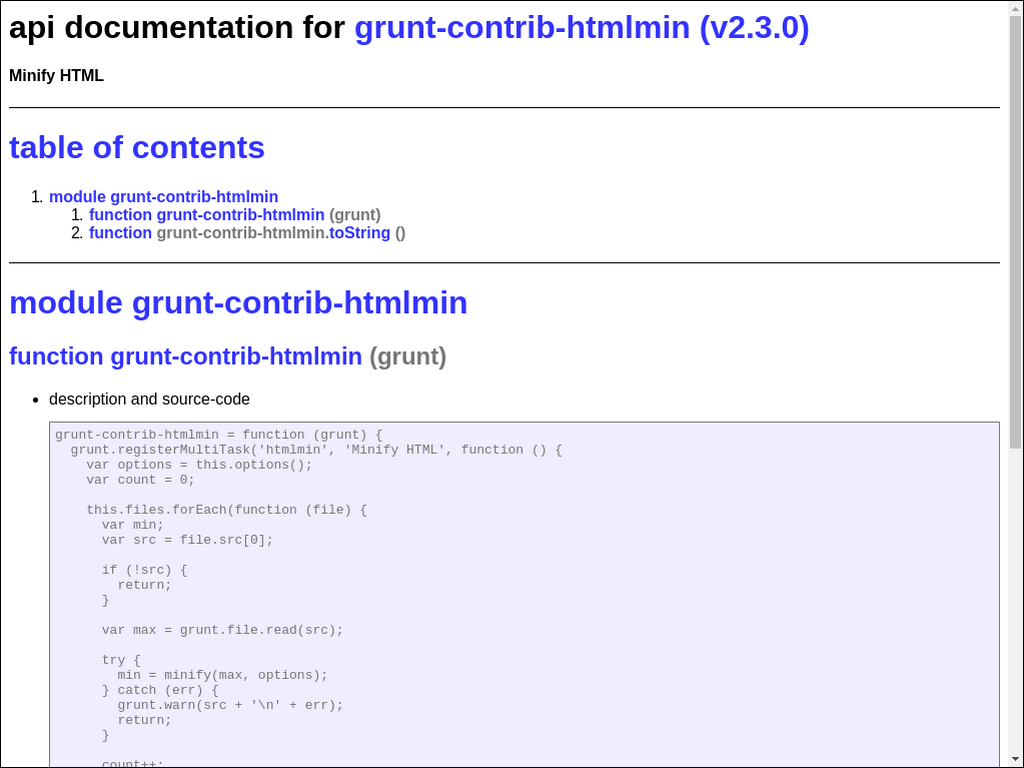 api documentation for grunt-contrib-htmlmin (v2.3.0)
Minify HTML
table of contents
1. module grunt-contrib-htmlmin
1. function grunt-contrib-htmlmin (grunt)
2. function grunt-contrib-htmlmin.toString ()
module grunt-contrib-htmlmin
function grunt-contrib-htmlmin (grunt)
• description and source-code
grunt-contrib-htmlmin = function (grunt) {
  grunt.registerMultiTask('htmlmin', 'Minify HTML', function () {
    var options = this.options();
    var count = 0;
    this.files.forEach(function (file) {
      var min;
      var src = file.src[0];
      if (!src) {
        return;
      }
      var max = grunt.file.read(src);
      try {
        min = minify(max, options);
      } catch (err) {
        grunt.warn(src + '\n' + err);
        return;
      }
      count++;